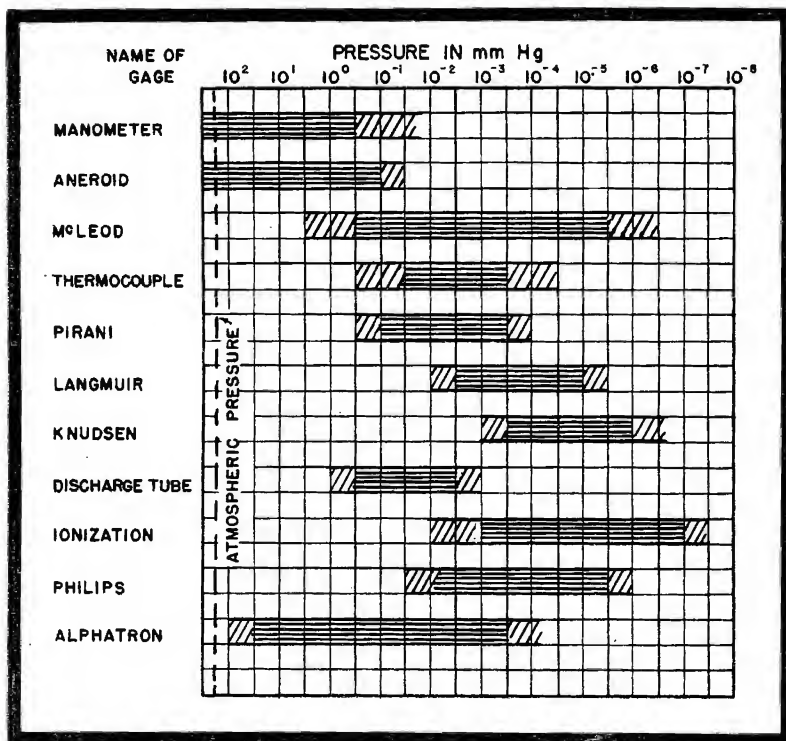 NAME OF GAGE
PRESSURE IN mm Hg
10² 10¹ 10⁰ 10⁻¹ 10⁻² 10⁻³ 10⁻⁴ 10⁻⁵ 10⁻⁶ 10⁻⁷ 10⁻⁸
MANOMETER
ANEROID
McLEOD
THERMOCOUPLE
PIRANI
LANGMUIR
KNUDSEN
DISCHARGE TUBE
IONIZATION
PHILIPS
ALPHATRON
ATMOSPHERIC PRESSURE